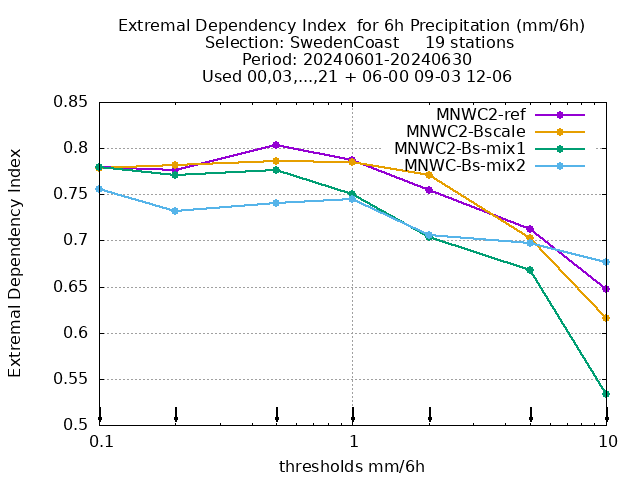 Extremal Dependency Index  for 6h Precipitation (mm/6h)
Selection: SwedenCoast     19 stations
Period: 20240601-20240630
Used 00,03,...,21 + 06-00 09-03 12-06
Extremal Dependency Index
0.85
0.8
0.75
0.7
0.65
0.6
0.55
0.5
MNWC2-ref
MNWC2-Bscale
MNWC2-Bs-mix1
MNWC-Bs-mix2
0.1
1
10
thresholds mm/6h